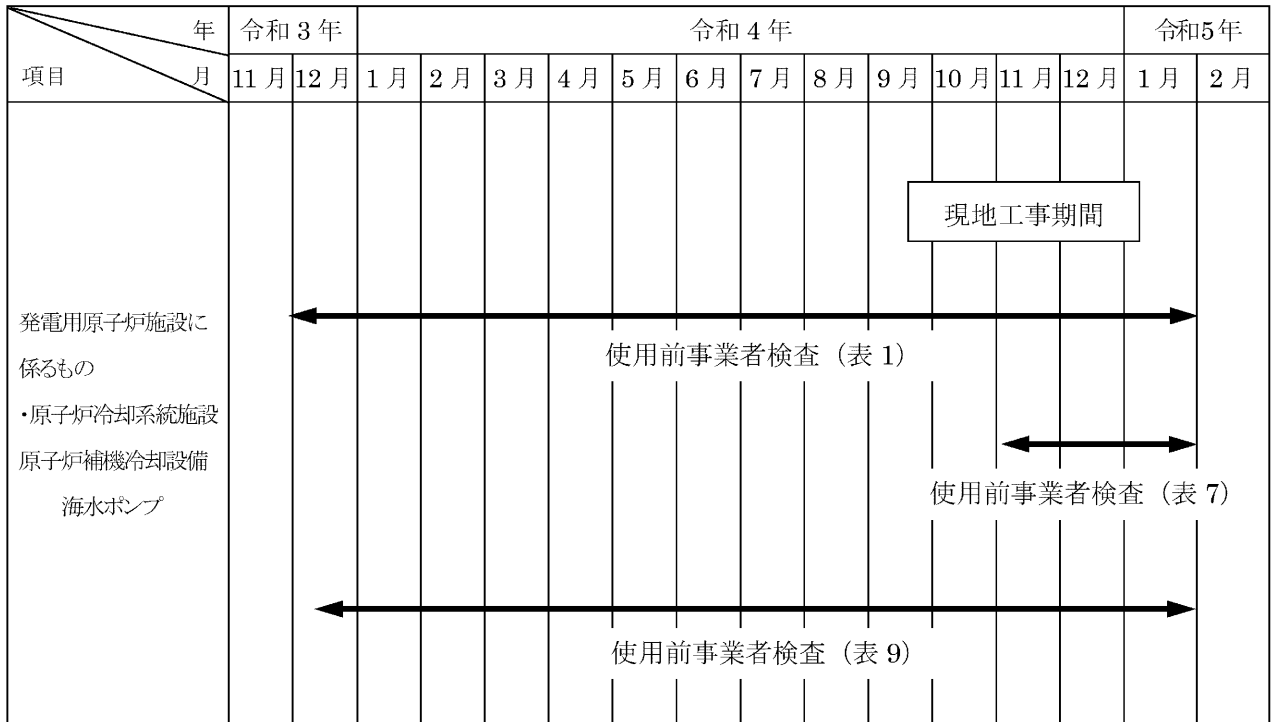 年 令和3年 令和4年 令和5年
項目 月 11月 12月 1月 2月 3月 4月 5月 6月 7月 8月 9月 10月 11月 12月 1月 2月
現地工事期間
発電用原子炉施設に
使用前事業者検査（表1）
係るもの
・原子炉冷却系統施設
原子炉補機冷却設備
使用前事業者検査（表7）
海水ポンプ
使用前事業者検査（表9）